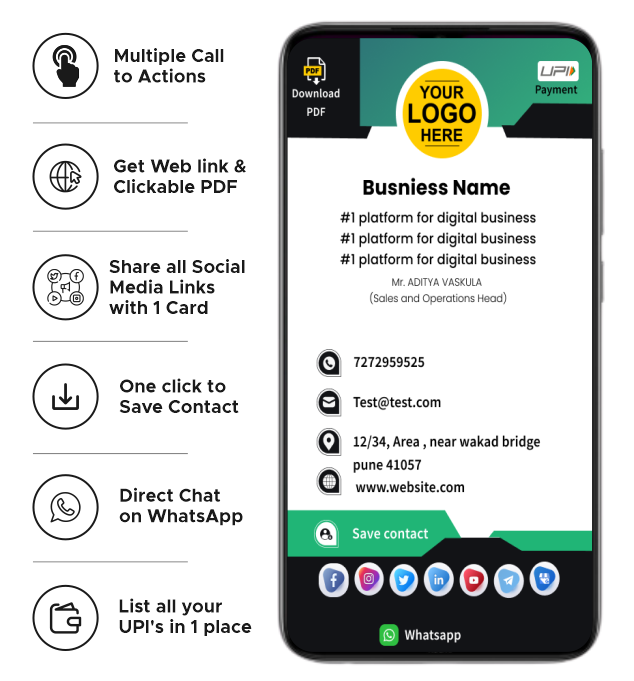 Multiple Call
to Actions
Get Web link &
Clickable PDF
Share all Social
Media Links
with 1 Card
One click to
Save Contact
Direct Chat
on WhatsApp
List all your
UPI's in 1 place
PDF
Download
PDF
YOUR
LOGO
HERE
UPI
Payment
Busniess Name
#1 platform for digital business
#1 platform for digital business
#1 platform for digital business
Mr. ADITYA VASKULA
(Sales and Operations Head)
7272959525
Test@test.com
12/34, Area , near wakad bridge
pune 41057
www.website.com
Save contact
Whatsapp